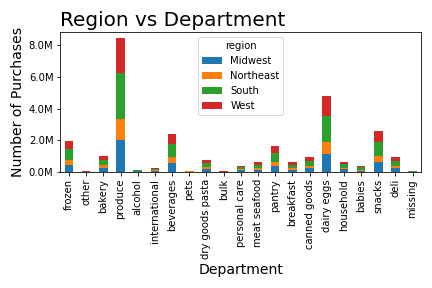 Region vs Department
Number of Purchases
8.0M
6.0M
4.0M
2.0M
0.0M
region
Midwest
Northeast
South
West
frozen
other
bakery
produce
alcohol
international
beverages
pets
dry goods pasta
bulk
personal care
meat seafood
pantry
breakfast
canned goods
dairy eggs
household
babies
snacks
deli
missing
Department